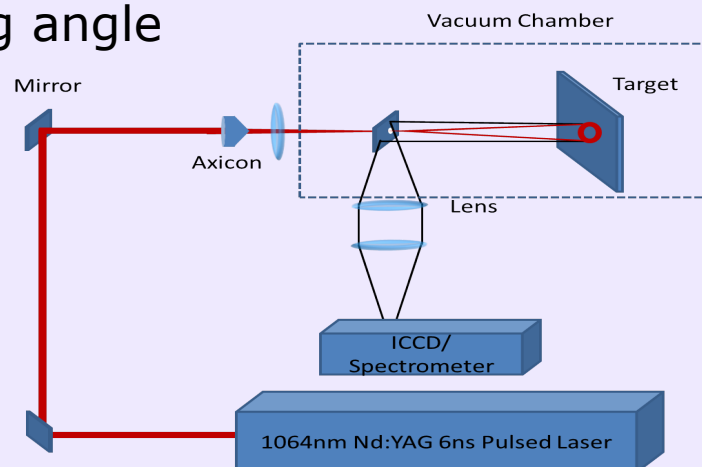 g angle
Vacuum Chamber
Mirror
Target
Axicon
Lens
ICCD/
Spectrometer
1064nm Nd:YAG 6ns Pulsed Laser